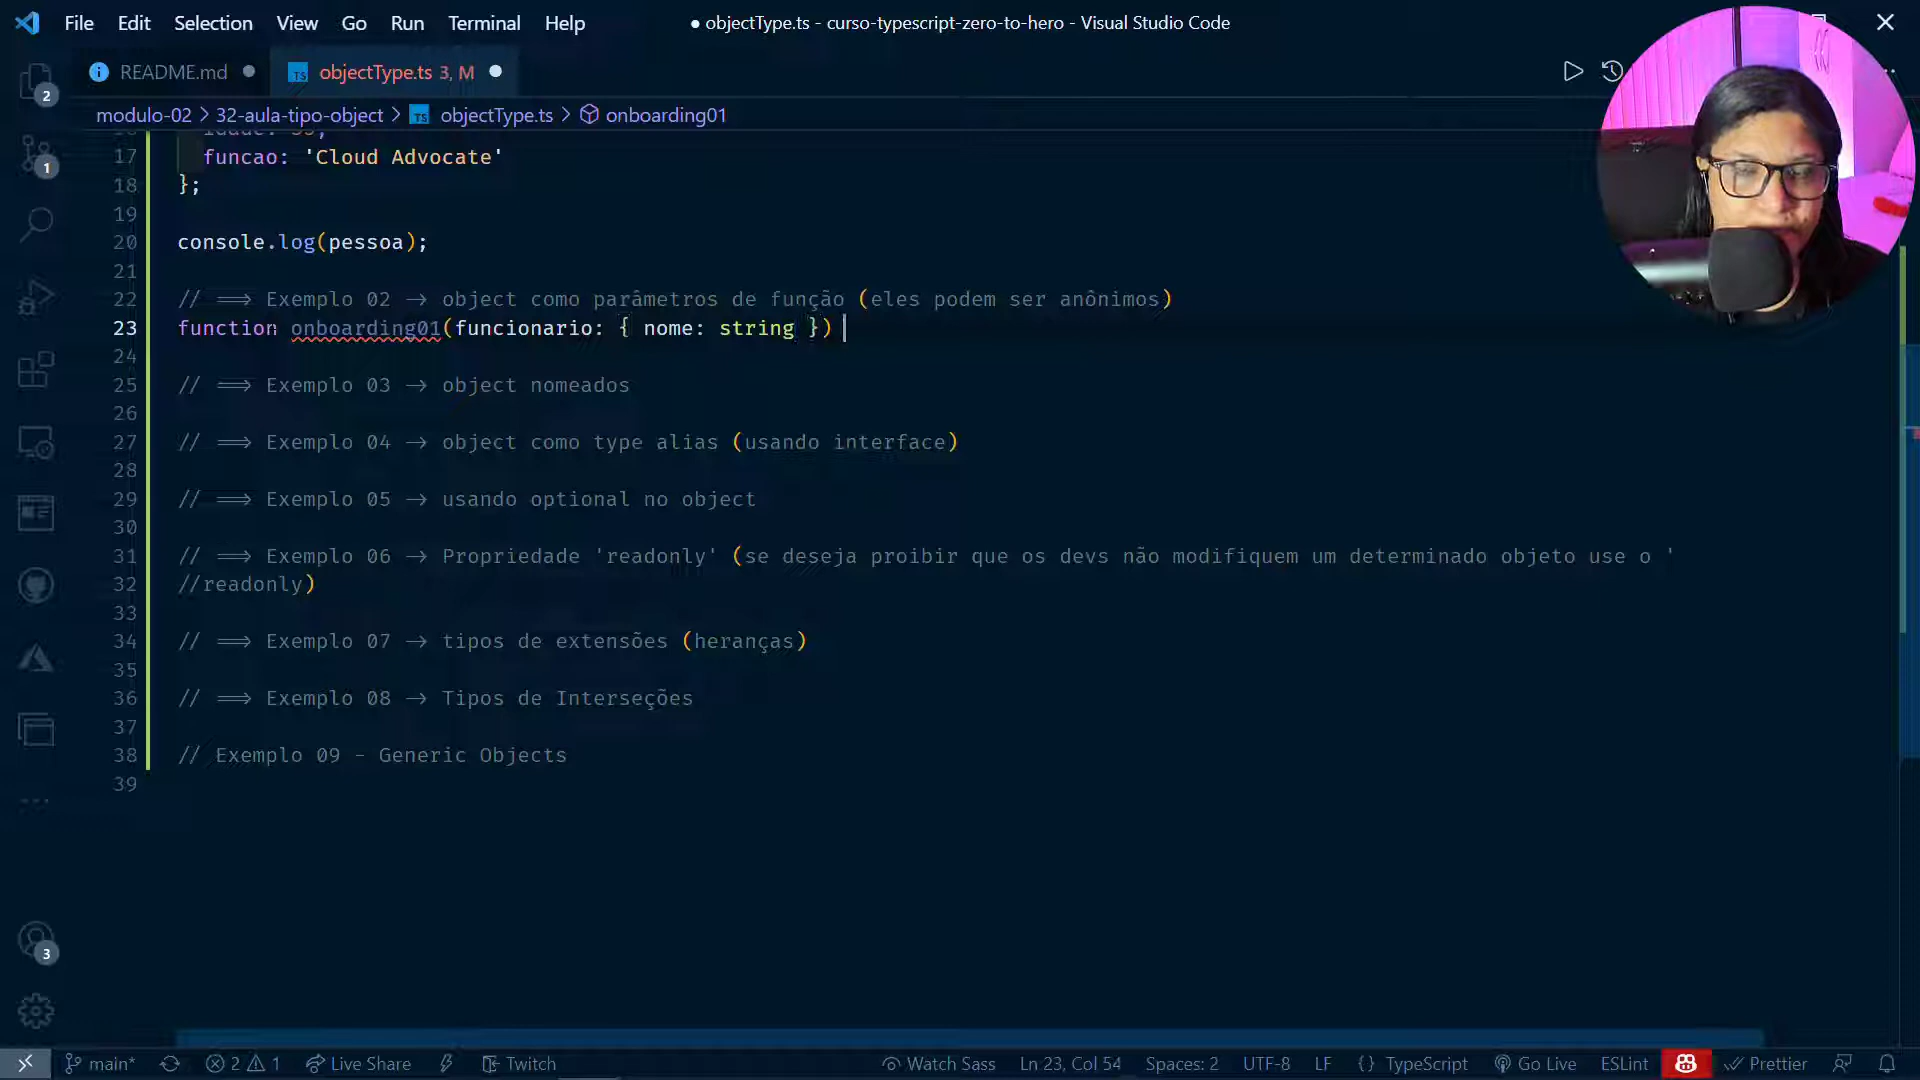 File Edit Selection View Go Run Terminal Help
● objectType.ts - curso-typescript-zero-to-hero - Visual Studio Code
README.md
TS objectType.ts 3, M
modulo-02 > 32-aula-tipo-object > TS objectType.ts > onboarding01
17 funcao: 'Cloud Advocate'
18 };
19
20 console.log(pessoa);
21
22 // ==> Exemplo 02 -> object como parâmetros de função (eles podem ser anônimos)
23 function onboarding01(funcionario: { nome: string })
24
25 // ==> Exemplo 03 -> object nomeados
26
27 // ==> Exemplo 04 -> object como type alias (usando interface)
28
29 // ==> Exemplo 05 -> usando optional no object
30
31 // ==> Exemplo 06 -> Propriedade 'readonly' (se deseja proibir que os devs não modifiquem um determinado objeto use o '
32 //readonly)
33
34 // ==> Exemplo 07 -> tipos de extensões (heranças)
35
36 // ==> Exemplo 08 -> Tipos de Interseções
37
38 // Exemplo 09 - Generic Objects
39
2
1
3
main* 2 1 Live Share Twitch Watch Sass Ln 23, Col 54 Spaces: 2 UTF-8 LF {} TypeScript Go Live ESLint Prettier